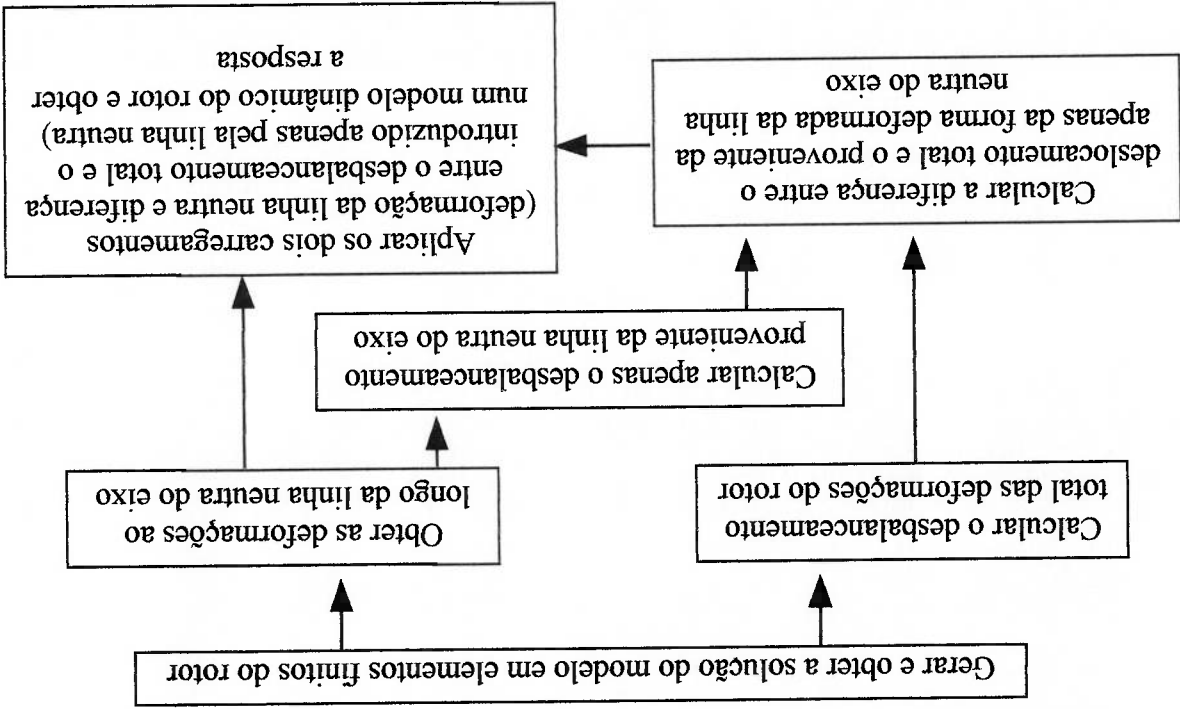 Gerar e obter a solução do modelo em elementos finitos do rotor
Calcular o desbalanceamento
total das deformações do rotor
Obter as deformações ao
longo da linha neutra do eixo
Calcular apenas o desbalanceamento
proveniente da linha neutra do eixo
Calcular a diferença entre o
deslocamento total e o proveniente da
apenas da forma deformada da linha
neutra do eixo
Aplicar os dois carregamentos
(deformação da linha neutra e diferença
entre o desbalanceamento total e o
introduzido apenas pela linha neutra)
num modelo dinâmico do rotor e obter
a resposta